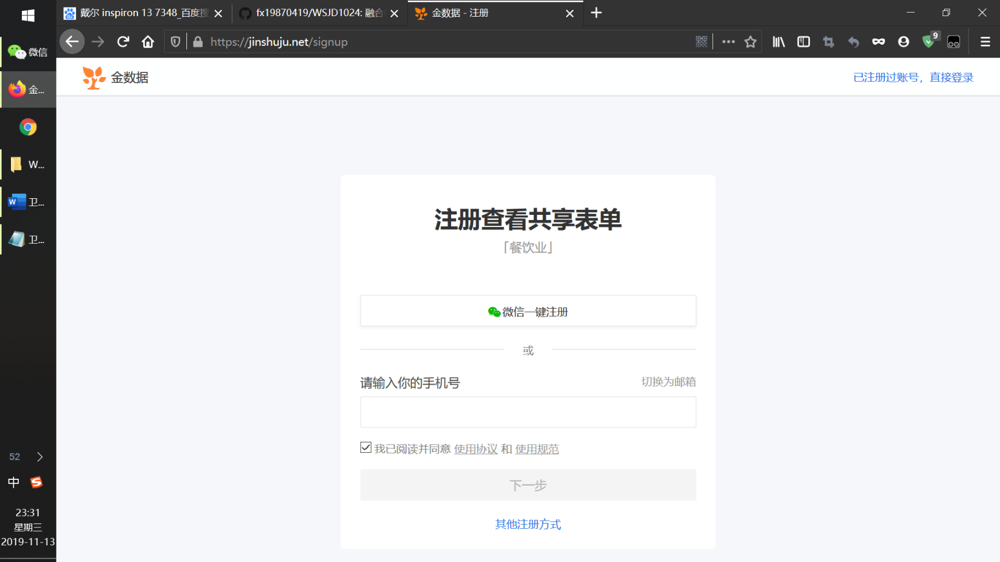 戴尔 inspiron 13 7348_百度搜
fx19870419/WSJD1024: 融合
金数据 - 注册
https://jinshuju.net/signup
9
微信
金...
W...
卫...
卫...
52
中
23:31
星期三
2019-11-13
金数据
已注册过账号，直接登录
注册查看共享表单
「餐饮业」
微信一键注册
或
请输入你的手机号
切换为邮箱
我已阅读并同意 使用协议 和 使用规范
下一步
其他注册方式